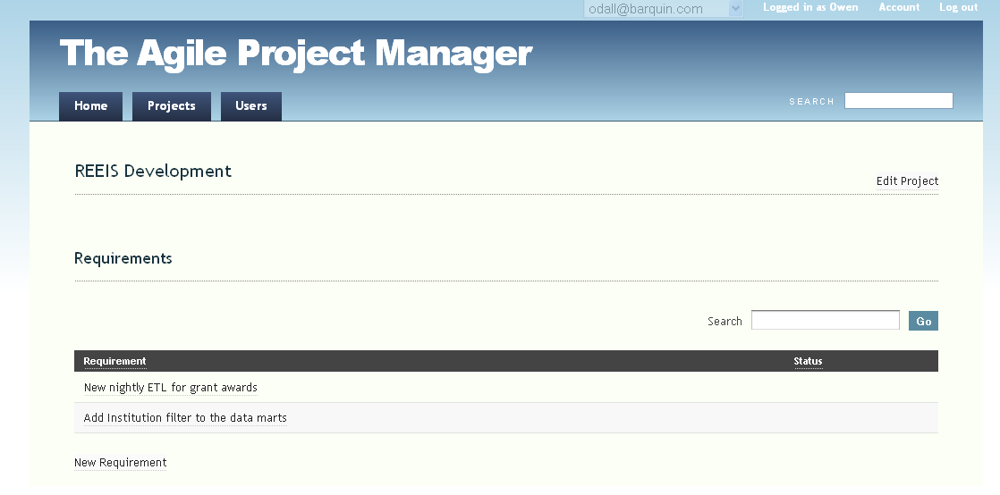 odall@barquin.com Logged in as Owen Account Log out
The Agile Project Manager
Home Projects Users SEARCH
REEIS Development
Edit Project
Requirements
Search Go
Requirement Status
New nightly ETL for grant awards
Add Institution filter to the data marts
New Requirement